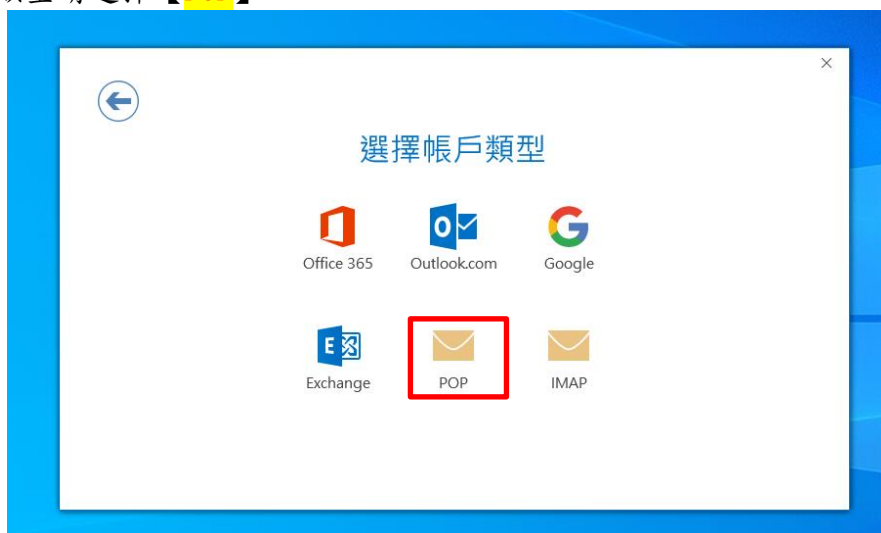 選擇帳戶類型
Office 365
Outlook.com
Google
Exchange
POP
IMAP